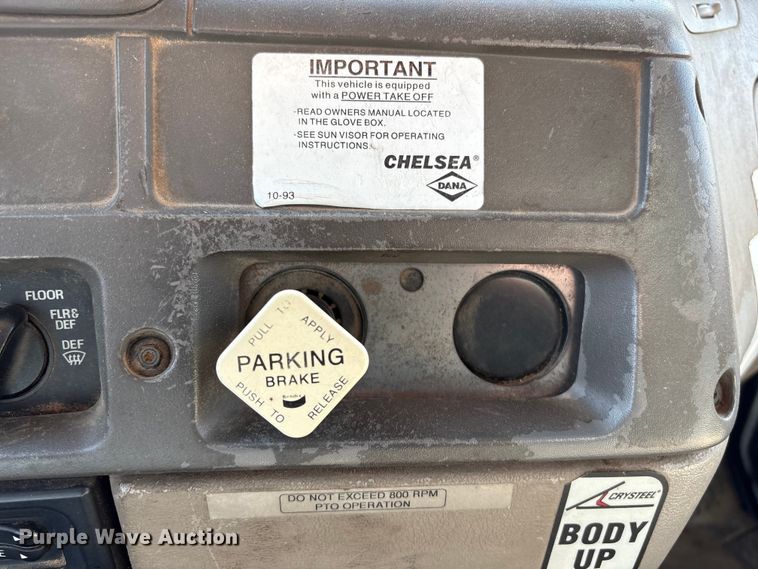 IMPORTANT
This vehicle is equipped
with a POWER TAKE OFF
-READ OWNERS MANUAL LOCATED
IN THE GLOVE BOX.
-SEE SUN VISOR FOR OPERATING
INSTRUCTIONS.
CHELSEA®
DANA
10-93
FLOOR
FLR &
DEF
DEF
PULL TO
APPLY
PARKING
BRAKE
PUSH TO
RELEASE
DO NOT EXCEED 800 RPM
PTO OPERATION
CRYSTEEL
BODY
UP
Purple Wave Auction